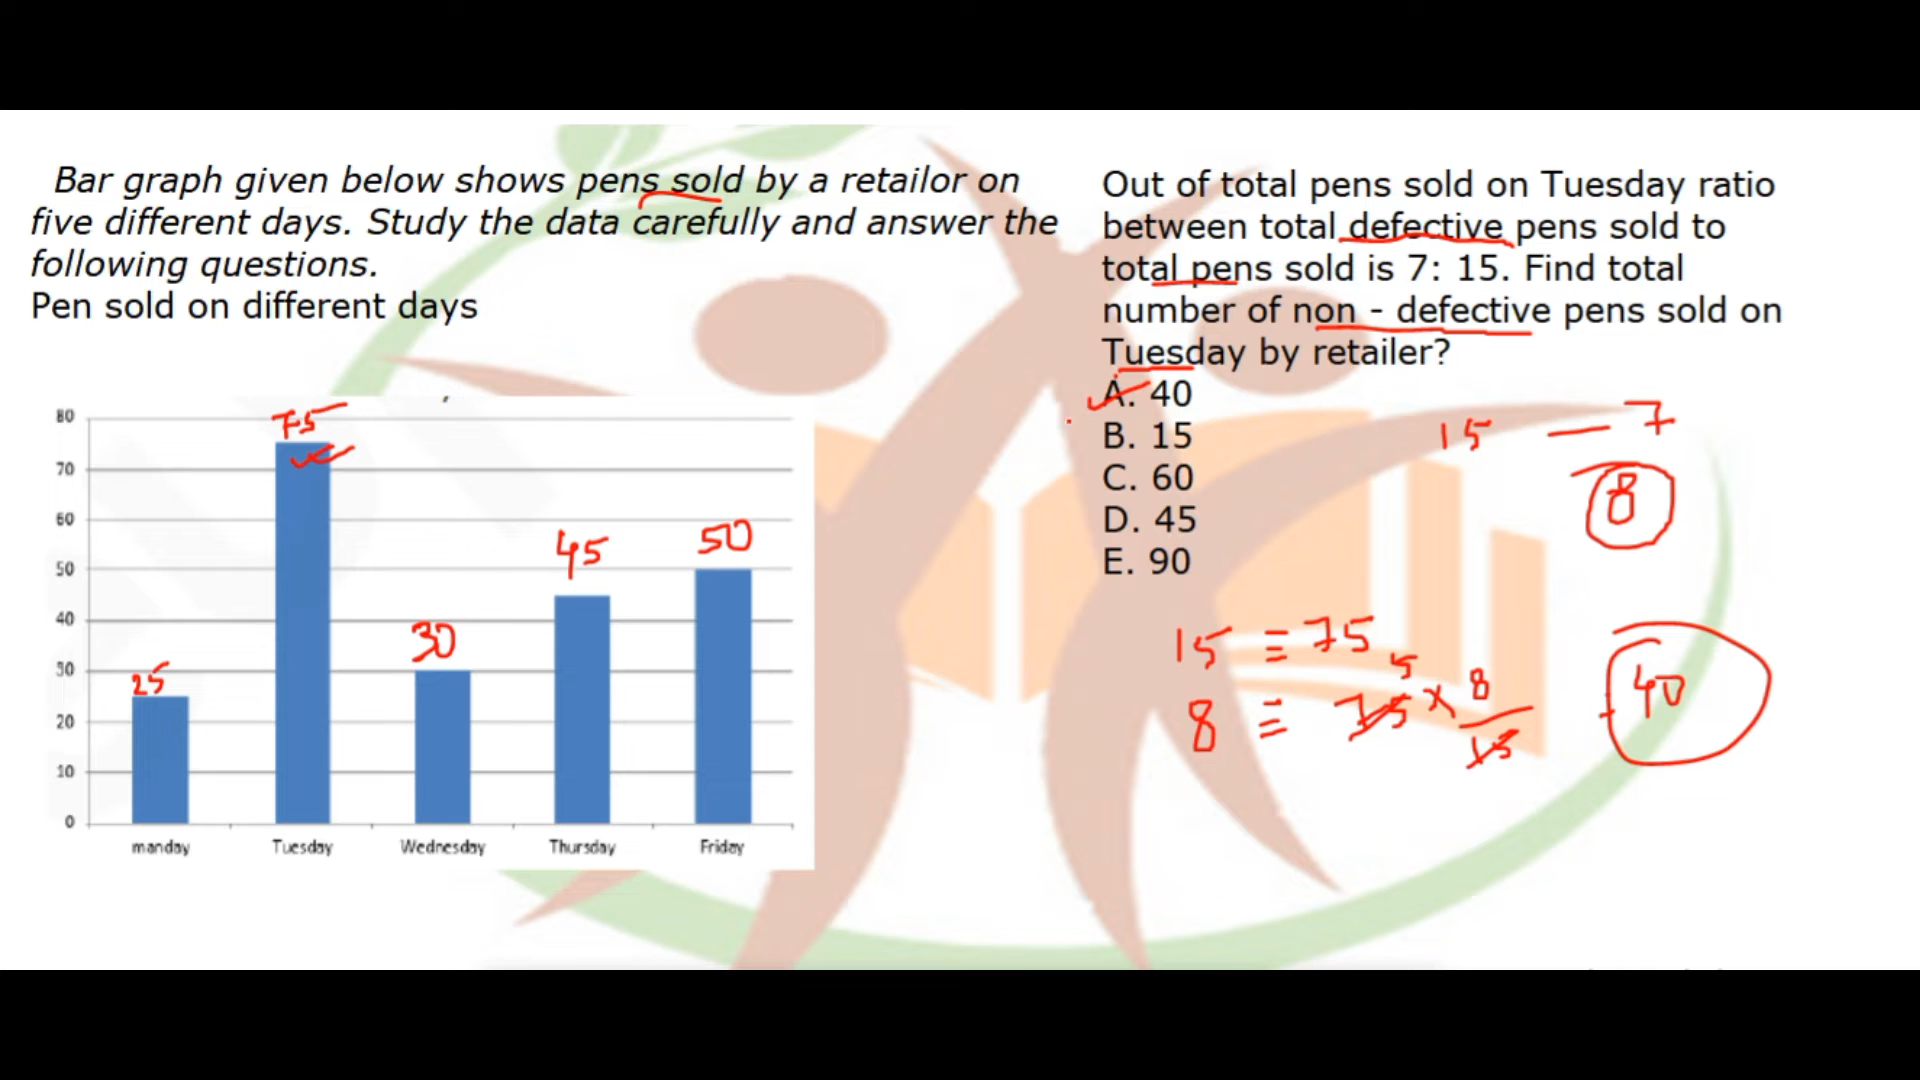 Bar graph given below shows pens sold by a retailor on
five different days. Study the data carefully and answer the
following questions.
Pen sold on different days
80
70
60
50
40
30
20
10
0
25
75
30
45
50
manday Tuesday Wednesday Thursday Friday
Out of total pens sold on Tuesday ratio
between total defective pens sold to
total pens sold is 7: 15. Find total
number of non - defective pens sold on
Tuesday by retailer?
A. 40
B. 15
C. 60
D. 45
E. 90
15 — 7
8
15 ≡ 75
5
8 ≡ 75 × 8/15 = 40